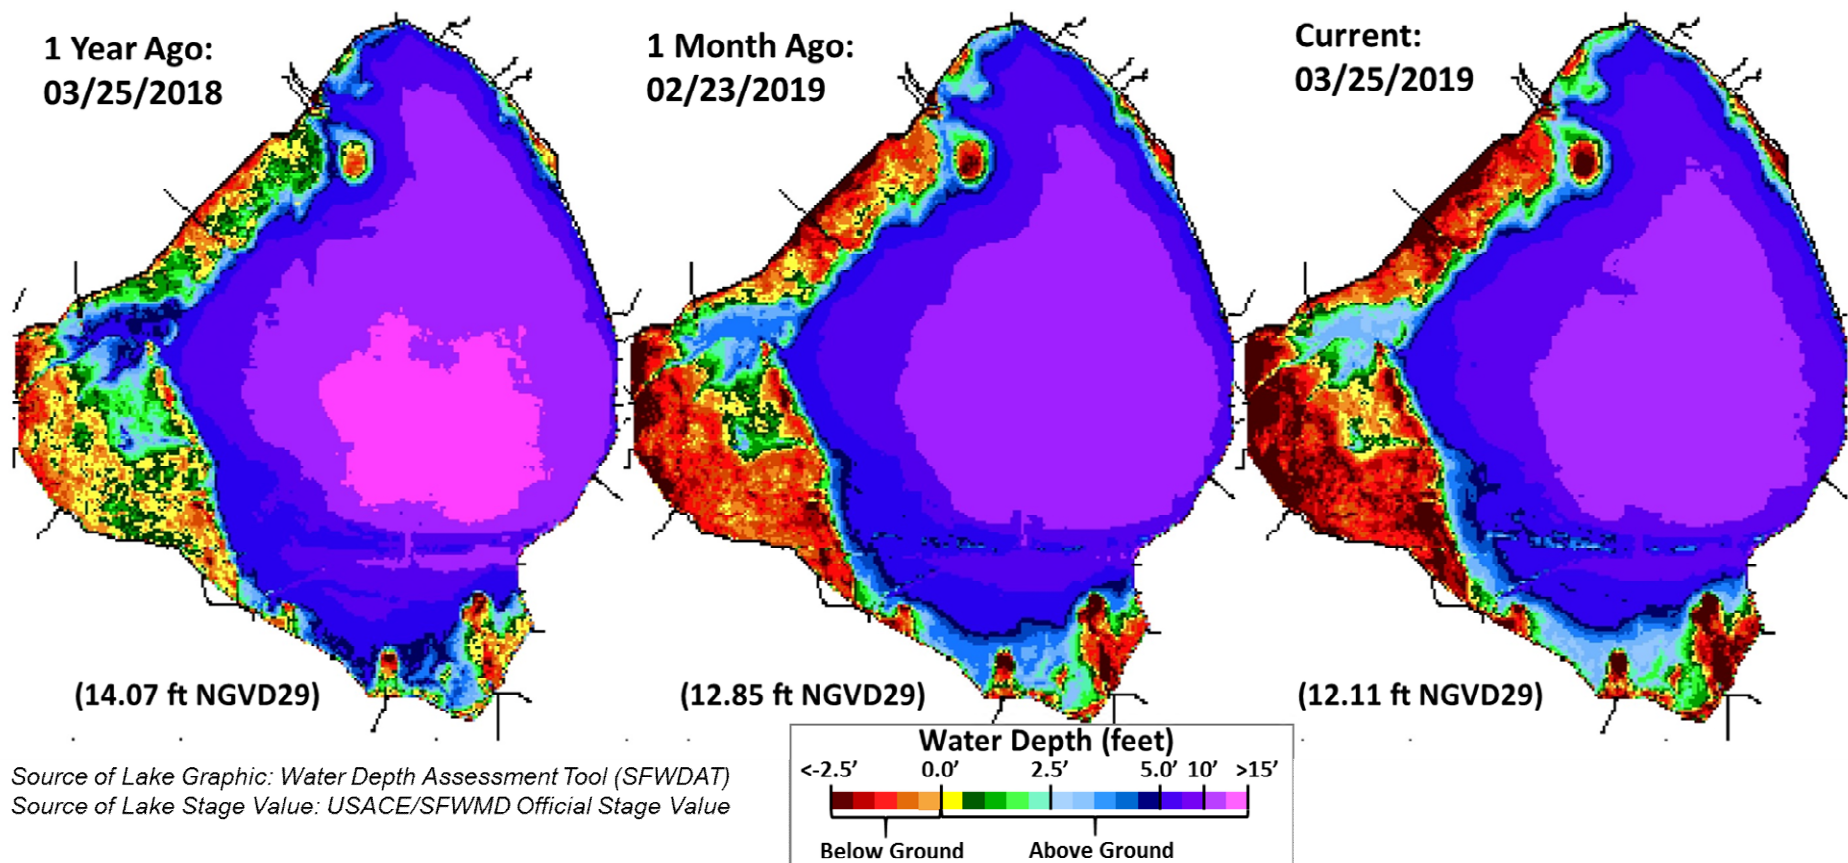 1 Year Ago:
03/25/2018
1 Month Ago:
02/23/2019
Current:
03/25/2019
(14.07 ft NGVD29)
(12.85 ft NGVD29)
(12.11 ft NGVD29)
Water Depth (feet)
<-2.5’ 0.0’ 2.5’ 5.0’ 10’ >15’
Below Ground Above Ground
Source of Lake Graphic: Water Depth Assessment Tool (SFWDAT)
Source of Lake Stage Value: USACE/SFWMD Official Stage Value